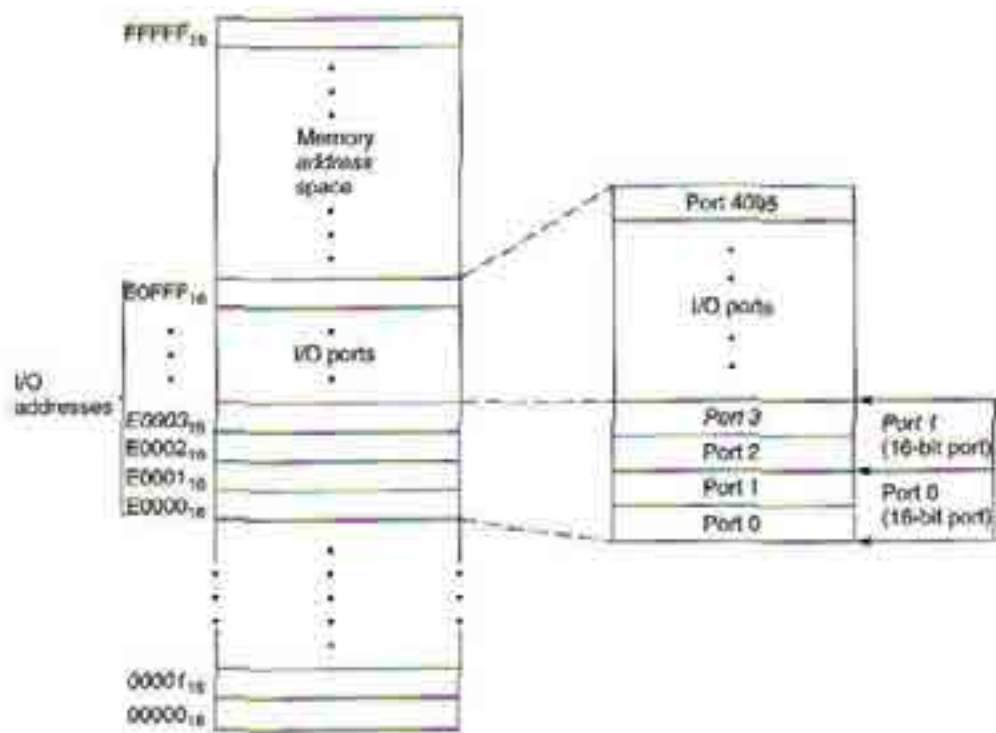 FFFFF₁₆
Memory
address
space
E0FFF₁₆
I/O ports
I/O
addresses
E0003₁₆
E0002₁₆
E0001₁₆
E0000₁₆
00001₁₆
00000₁₆
Port 4095
I/O ports
Port 3
Port 2
Port 1
Port 0
Port 1
(16-bit port)
Port 0
(16-bit port)